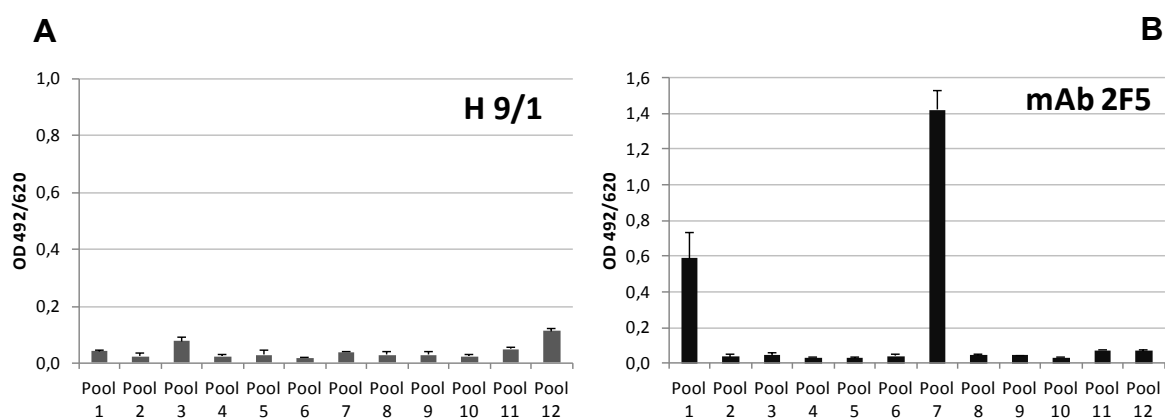 A
B
H 9/1
OD 492/620
1,0
0,8
0,6
0,4
0,2
0,0
Pool Pool Pool Pool Pool Pool Pool Pool Pool Pool Pool Pool
1 2 3 4 5 6 7 8 9 10 11 12
mAb 2F5
OD 492/620
1,6
1,4
1,2
1,0
0,8
0,6
0,4
0,2
0,0
Pool Pool Pool Pool Pool Pool Pool Pool Pool Pool Pool Pool
1 2 3 4 5 6 7 8 9 10 11 12